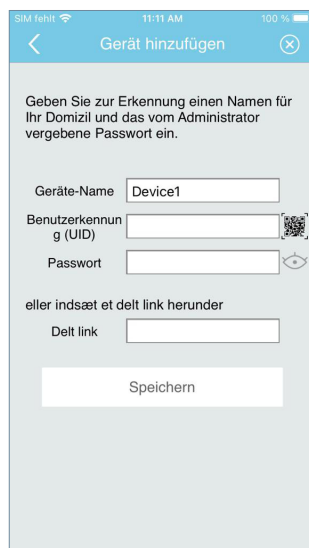 SIM fehlt 11:11 AM 100 %
Gerät hinzufügen
Geben Sie zur Erkennung einen Namen für
Ihr Domizil und das vom Administrator
vergebene Passwort ein.
Geräte-Name Device1
Benutzerkennun
g (UID)
Passwort
eller indsæt et delt link herunder
Delt link
Speichern